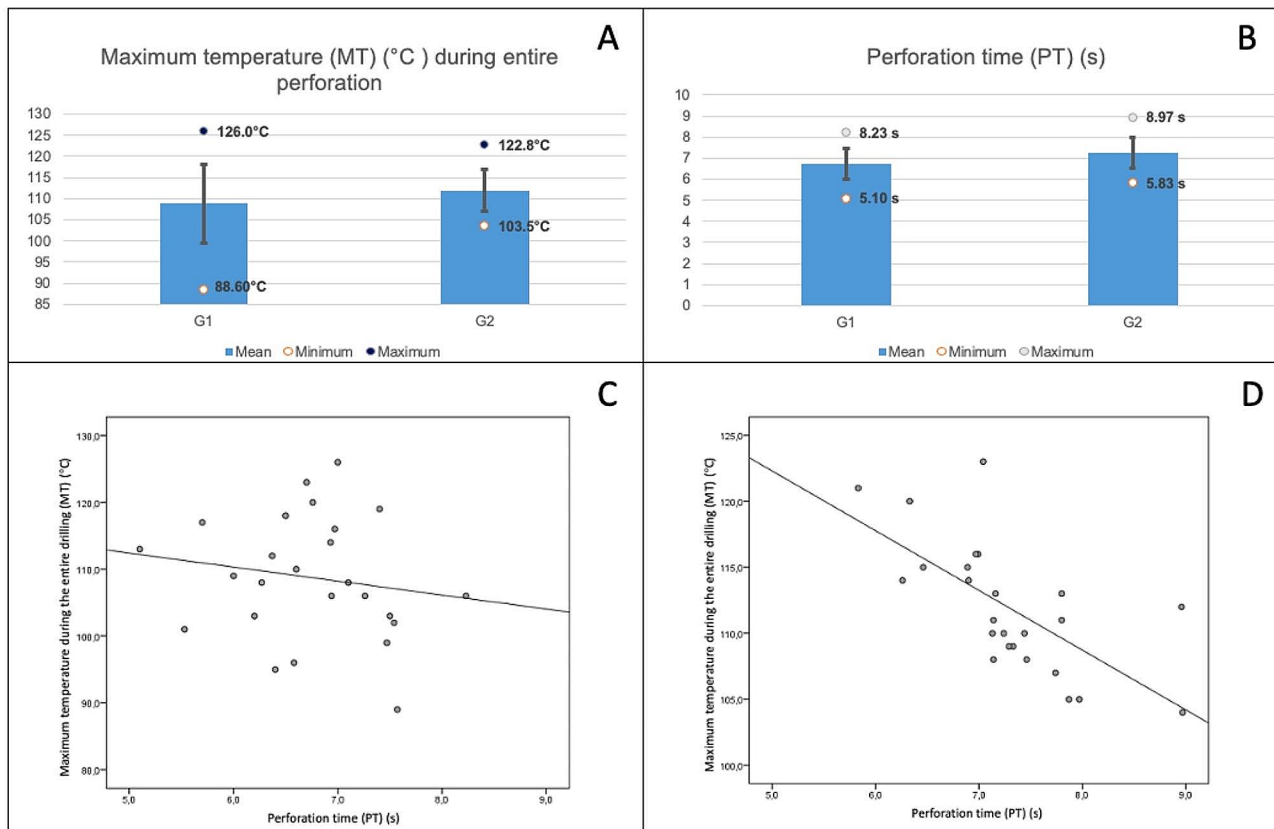 A
Maximum temperature (MT) (°C ) during entire
perforation
130
125
120
115
110
105
100
95
90
85
126.0°C
122.8°C
103.5°C
88.60°C
G1
G2
Mean
Minimum
Maximum
B
Perforation time (PT) (s)
10
9
8
7
6
5
4
3
2
1
0
8.23 s
8.97 s
5.10 s
5.83 s
G1
G2
Mean
Minimum
Maximum
C
Maximum temperature during the entire drilling (MT) (°C)
130,0
120,0
110,0
100,0
90,0
80,0
5,0
6,0
7,0
8,0
9,0
Perforation time (PT) (s)
D
Maximum temperature during the entire drilling (MT) (°C)
125,0
120,0
115,0
110,0
105,0
100,0
5,0
6,0
7,0
8,0
9,0
Perforation time (PT) (s)